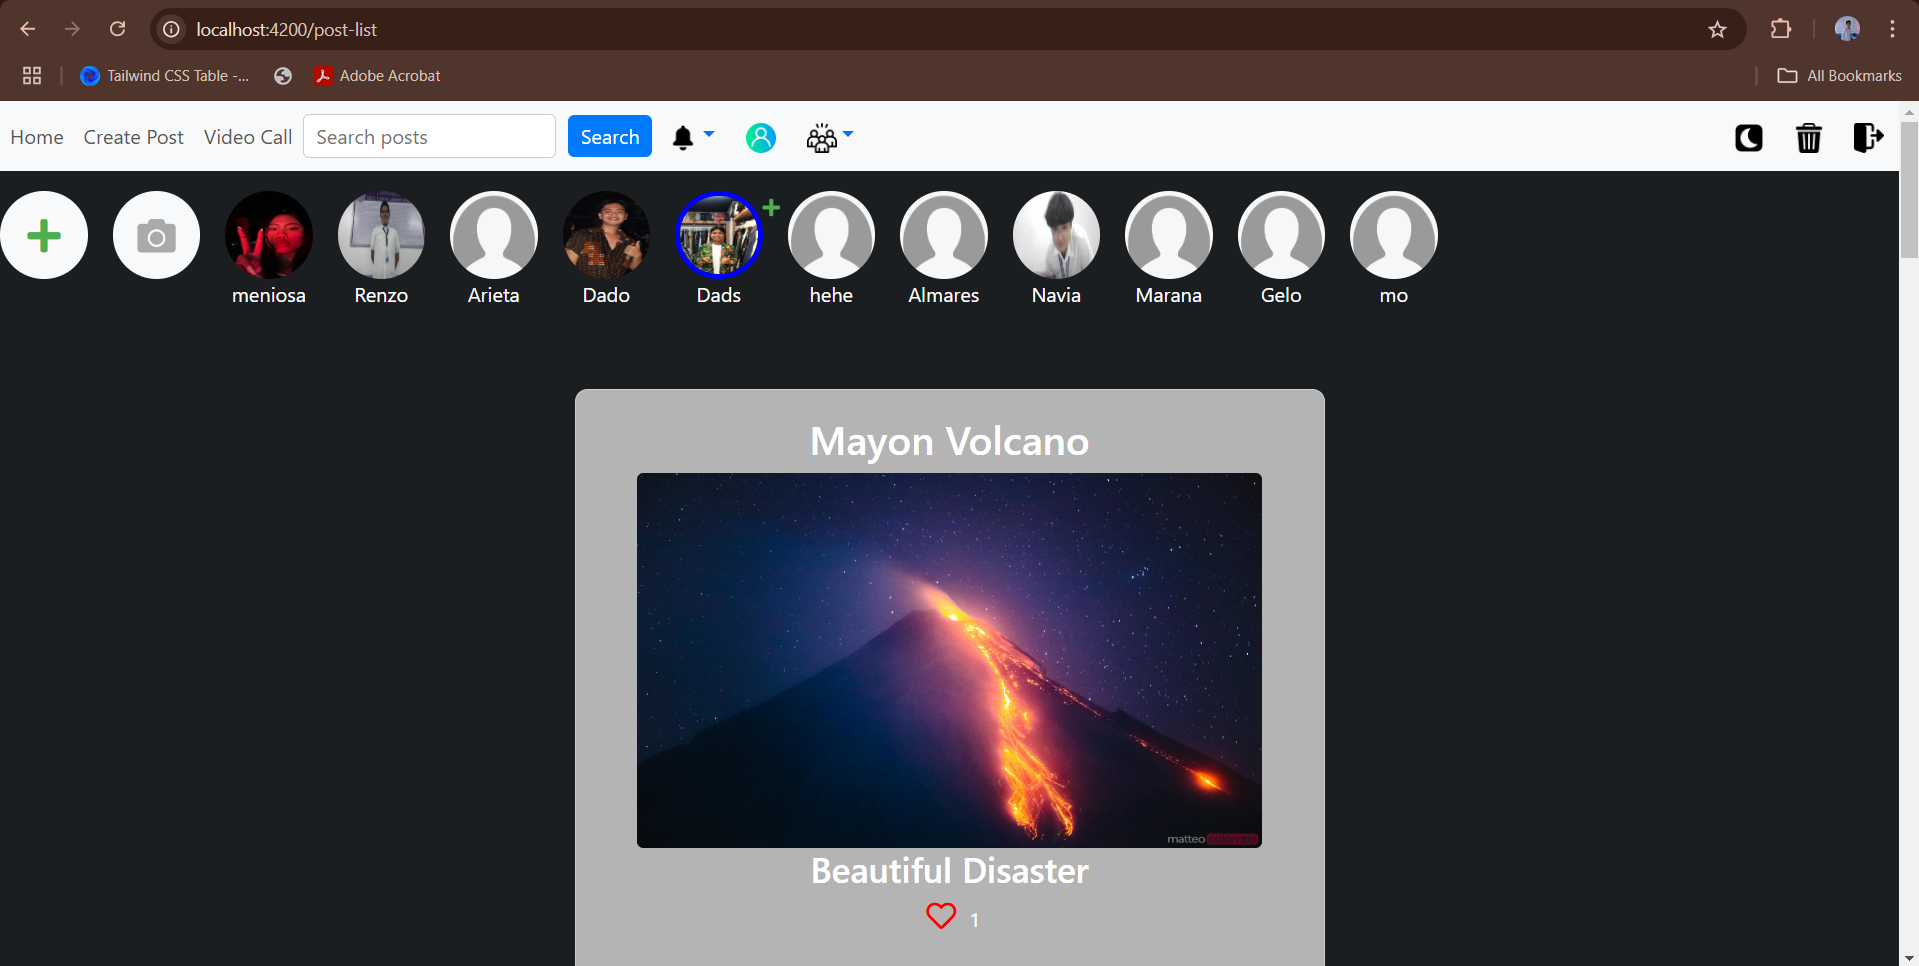 localhost:4200/post-list
Tailwind CSS Table -...
Adobe Acrobat
All Bookmarks
Home
Create Post
Video Call
Search posts
Search
meniosa
Renzo
Arieta
Dado
Dads
hehe
Almares
Navia
Marana
Gelo
mo
Mayon Volcano
matteo colombo
Beautiful Disaster
1